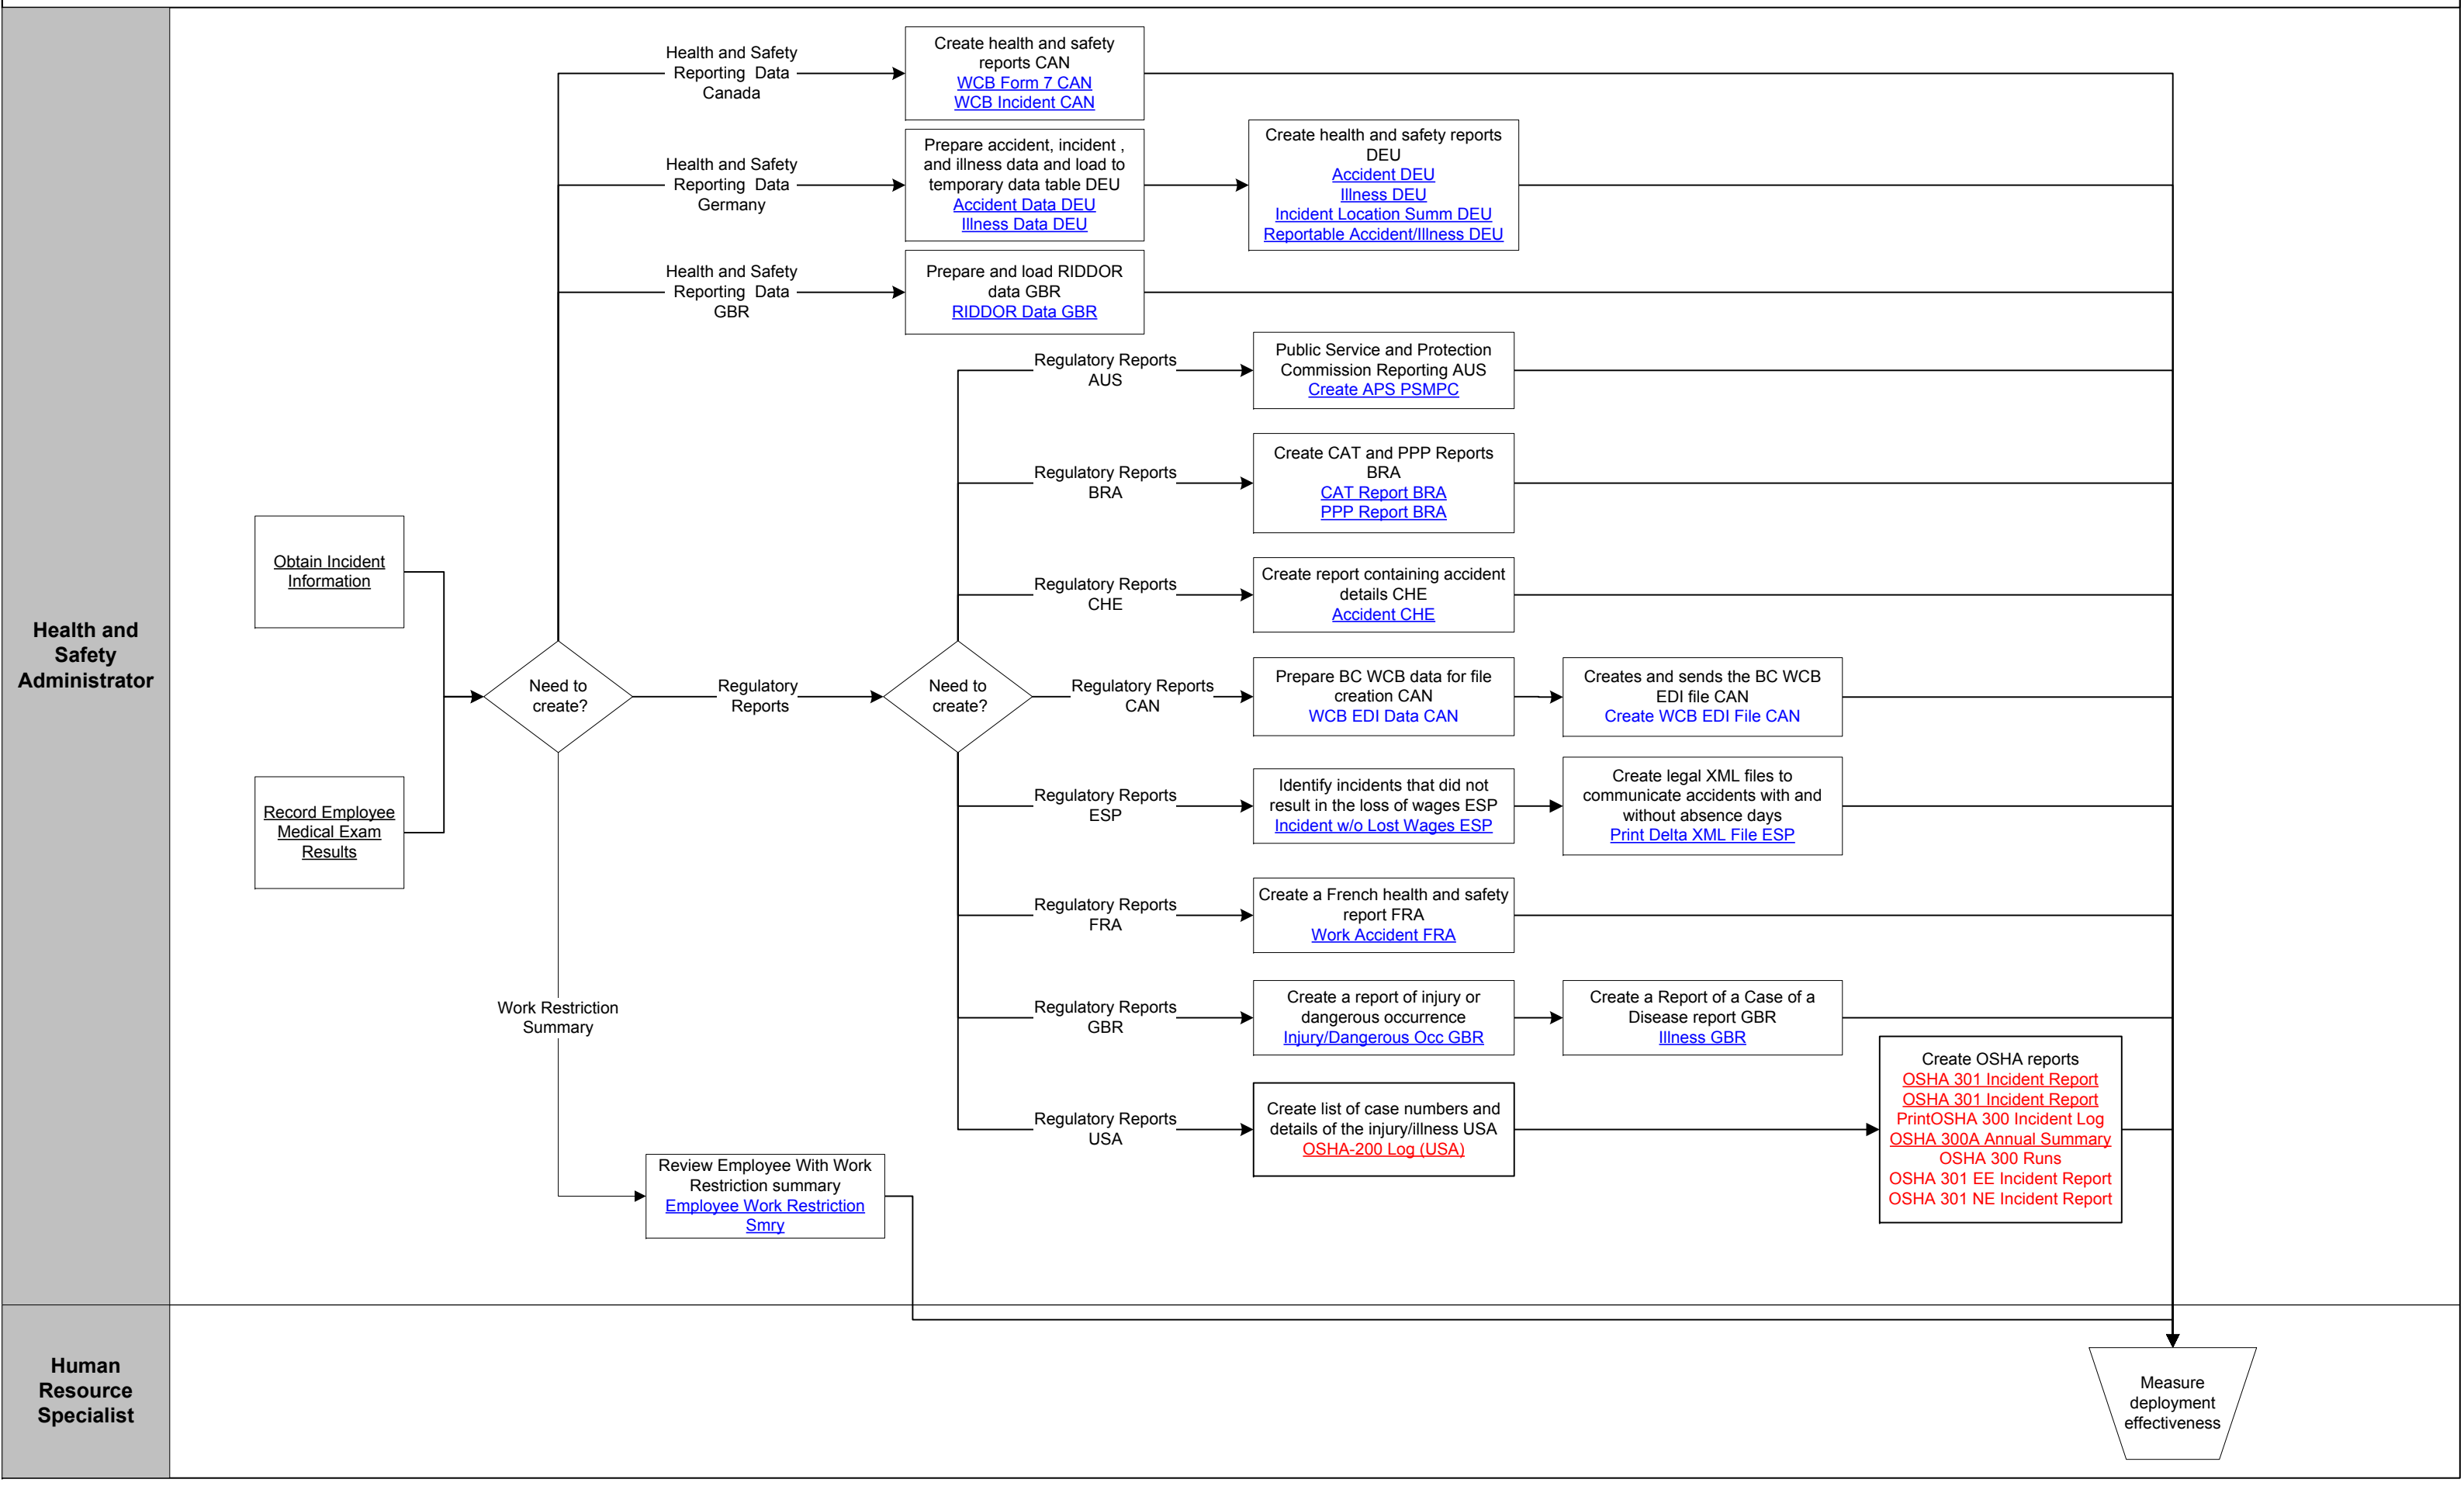 Health and
Safety
Administrator
Obtain Incident
Information
Record Employee
Medical Exam
Results
Need to
create?
Health and Safety
Reporting Data
Canada
Create health and safety
reports CAN
WCB Form 7 CAN
WCB Incident CAN
Health and Safety
Reporting Data
Germany
Prepare accident, incident ,
and illness data and load to
temporary data table DEU
Accident Data DEU
Illness Data DEU
Create health and safety reports
DEU
Accident DEU
Illness DEU
Incident Location Summ DEU
Reportable Accident/Illness DEU
Health and Safety
Reporting Data
GBR
Prepare and load RIDDOR
data GBR
RIDDOR Data GBR
Regulatory
Reports
Need to
create?
Regulatory Reports
AUS
Public Service and Protection
Commission Reporting AUS
Create APS PSMPC
Regulatory Reports
BRA
Create CAT and PPP Reports
BRA
CAT Report BRA
PPP Report BRA
Regulatory Reports
CHE
Create report containing accident
details CHE
Accident CHE
Regulatory Reports
CAN
Prepare BC WCB data for file
creation CAN
WCB EDI Data CAN
Creates and sends the BC WCB
EDI file CAN
Create WCB EDI File CAN
Regulatory Reports
ESP
Identify incidents that did not
result in the loss of wages ESP
Incident w/o Lost Wages ESP
Create legal XML files to
communicate accidents with and
without absence days
Print Delta XML File ESP
Regulatory Reports
FRA
Create a French health and safety
report FRA
Work Accident FRA
Regulatory Reports
GBR
Create a report of injury or
dangerous occurrence
Injury/Dangerous Occ GBR
Create a Report of a Case of a
Disease report GBR
Illness GBR
Regulatory Reports
USA
Create list of case numbers and
details of the injury/illness USA
OSHA-200 Log (USA)
Create OSHA reports
OSHA 301 Incident Report
OSHA 301 Incident Report
PrintOSHA 300 Incident Log
OSHA 300A Annual Summary
OSHA 300 Runs
OSHA 301 EE Incident Report
OSHA 301 NE Incident Report
Work Restriction
Summary
Review Employee With Work
Restriction summary
Employee Work Restriction
Smry
Human
Resource
Specialist
Measure
deployment
effectiveness